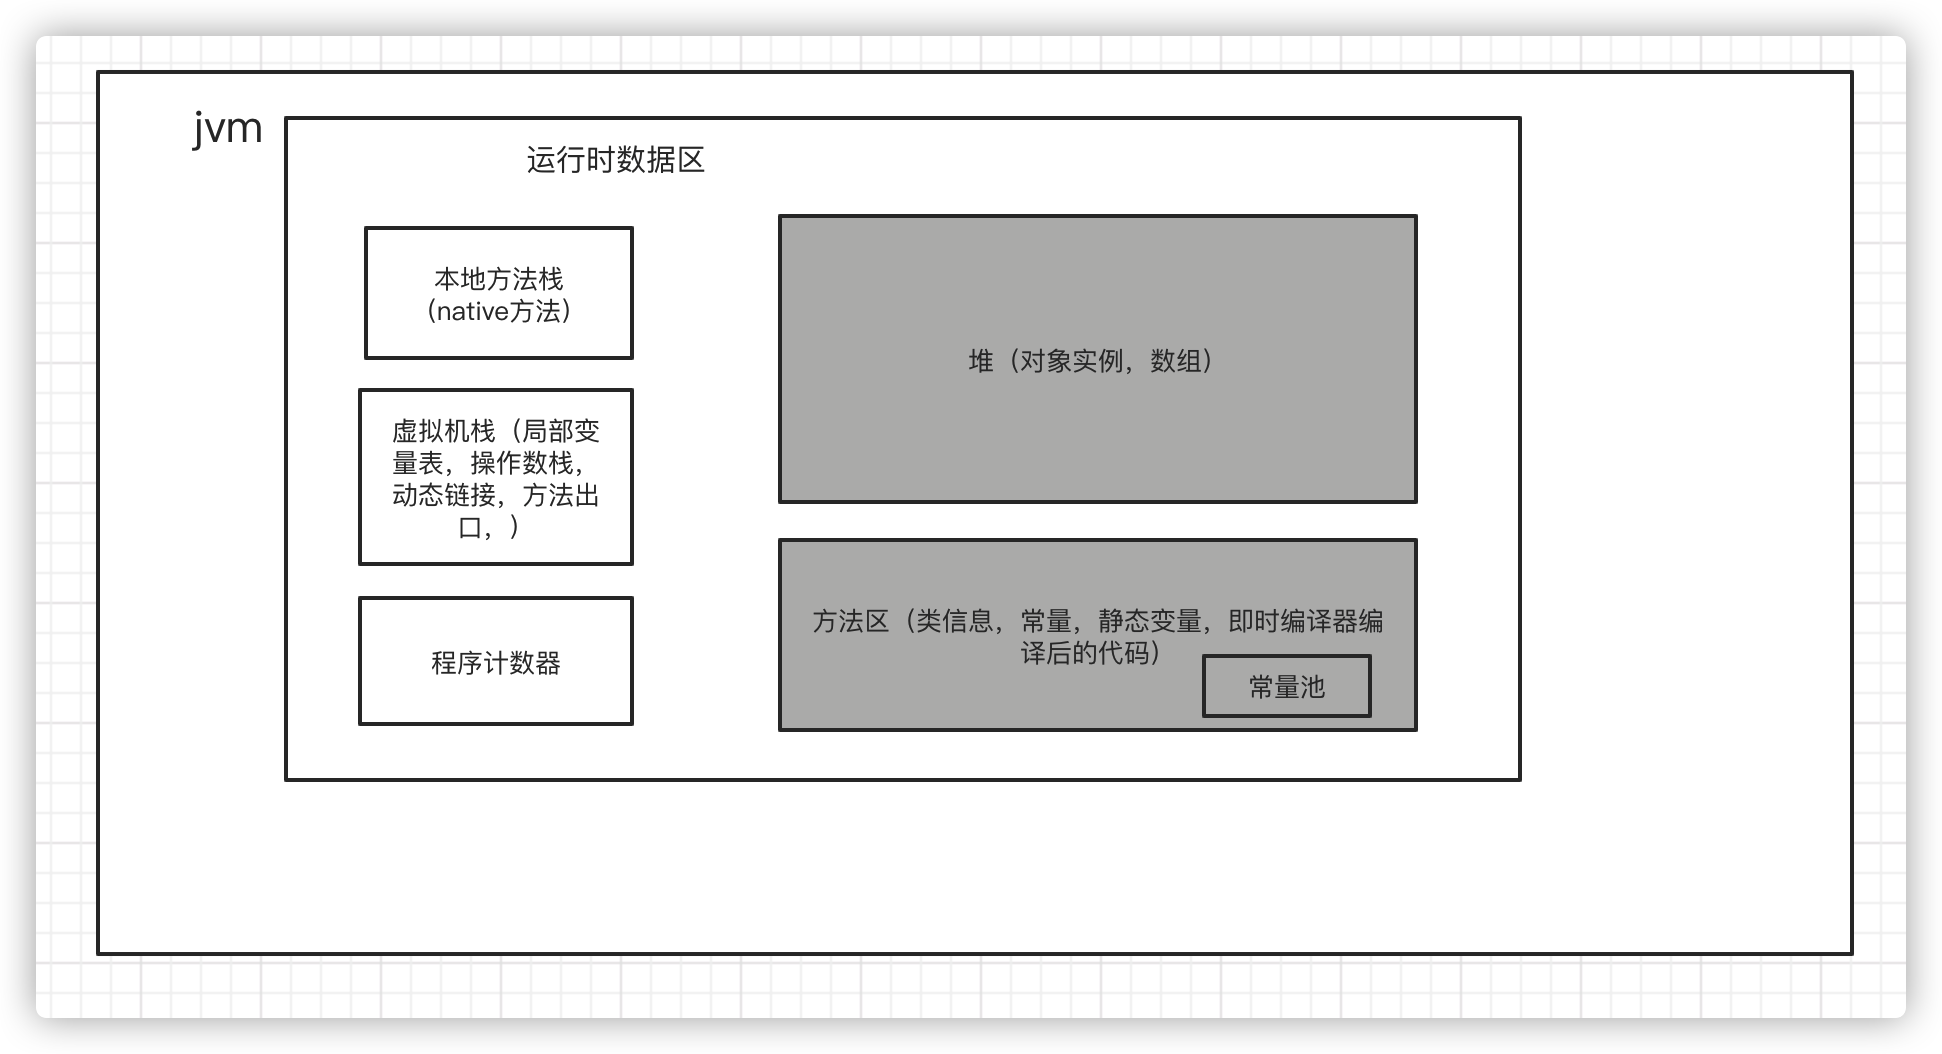 jvm
运行时数据区
本地方法栈
（native方法）
虚拟机栈（局部变
量表，操作数栈，
动态链接，方法出
口，）
程序计数器
堆（对象实例，数组）
方法区（类信息，常量，静态变量，即时编译器编
译后的代码）
常量池